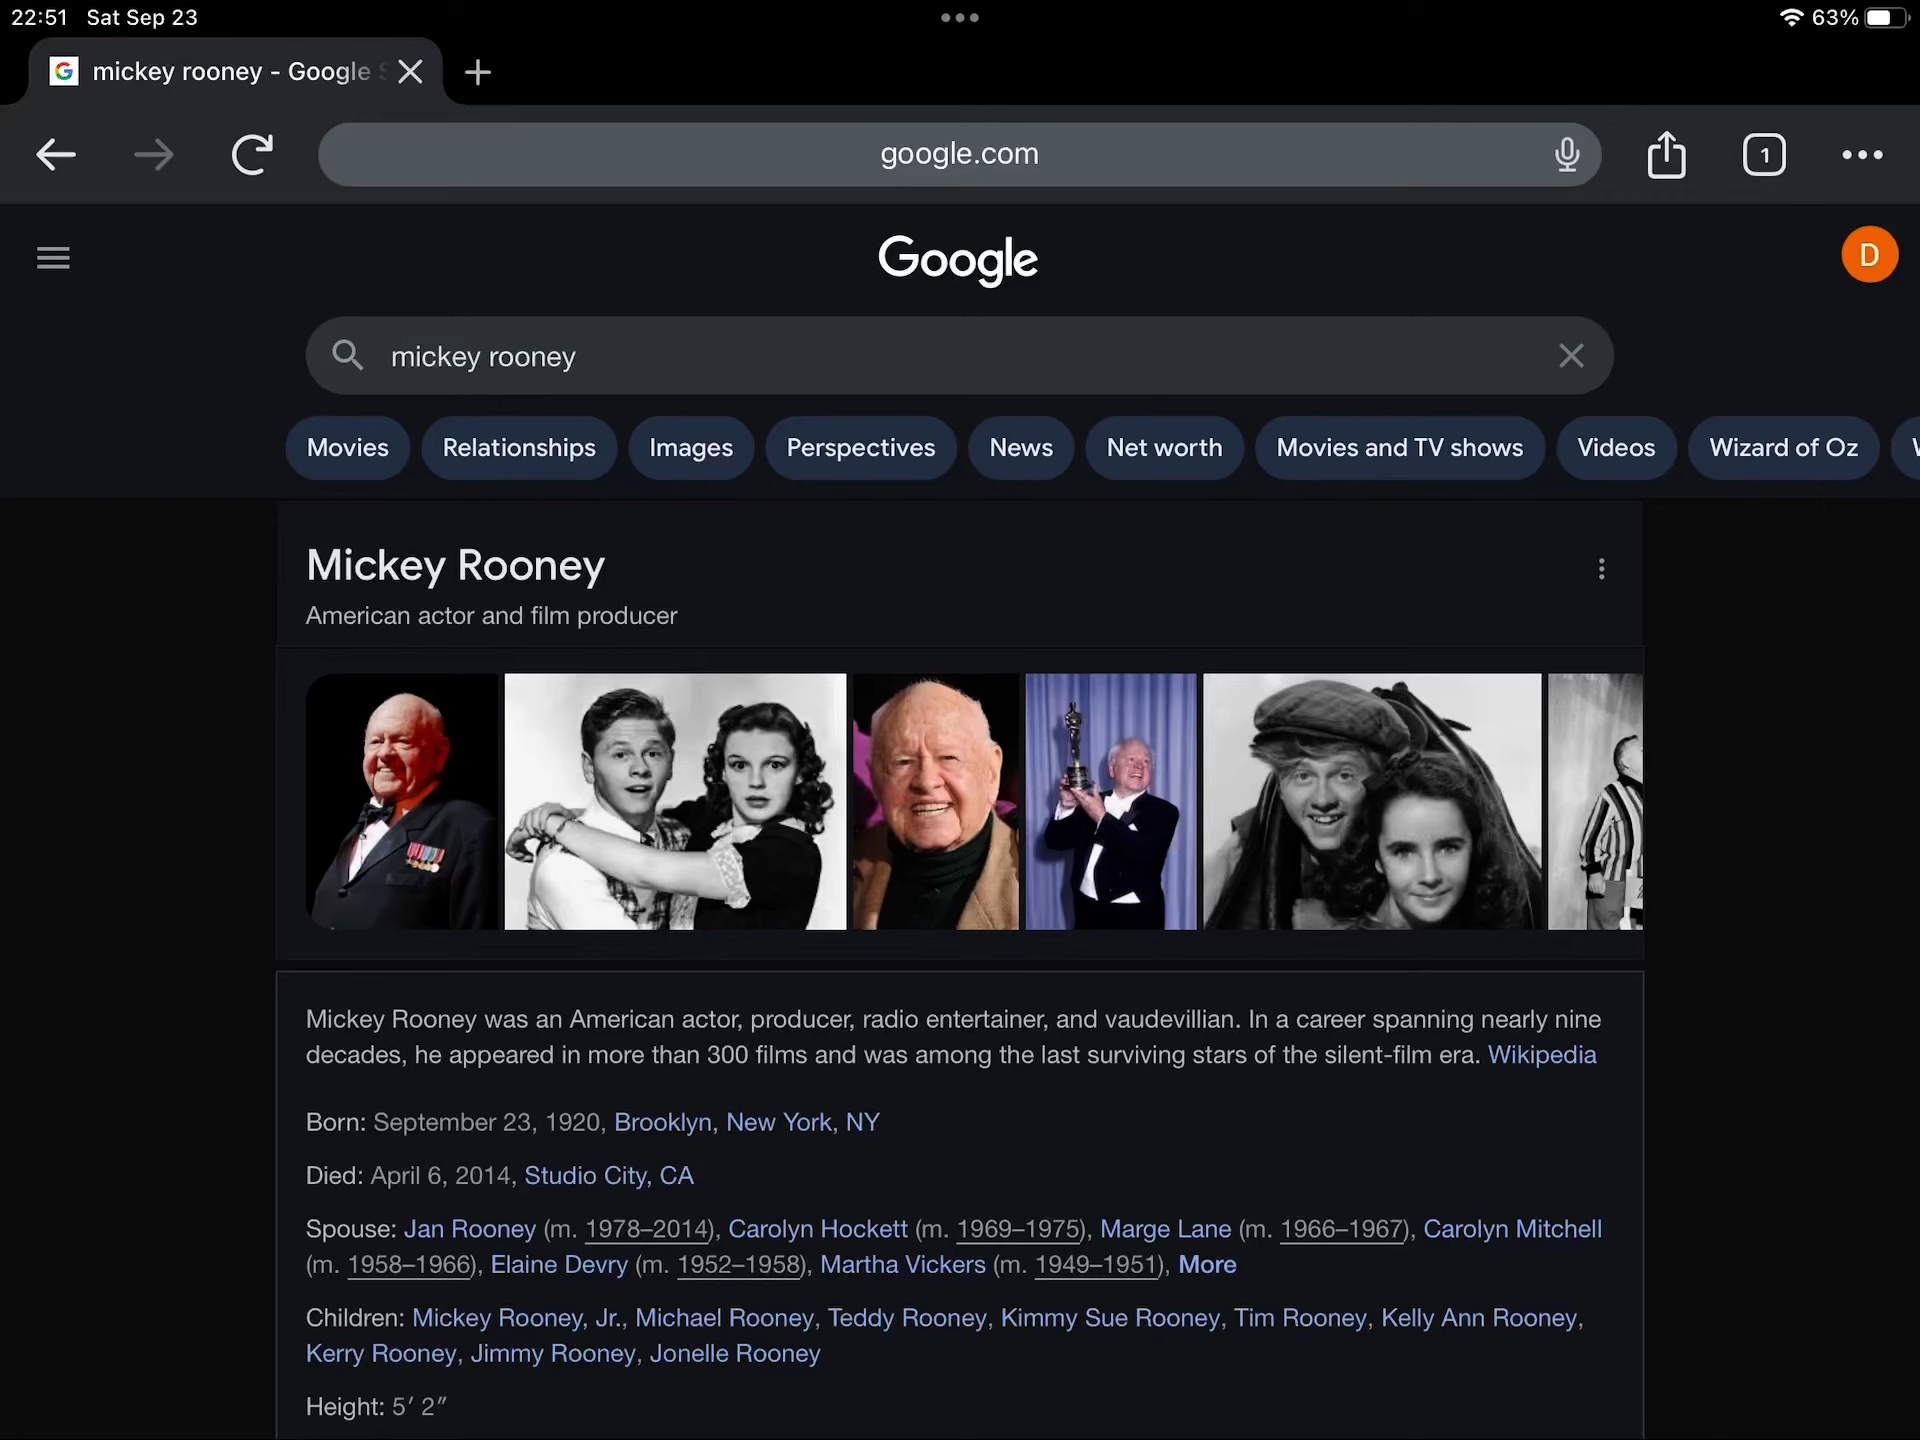 22:51 Sat Sep 23
63%
mickey rooney - Google
google.com
1
Google
D
mickey rooney
Movies Relationships Images Perspectives News Net worth Movies and TV shows Videos Wizard of Oz
Mickey Rooney
American actor and film producer
Mickey Rooney was an American actor, producer, radio entertainer, and vaudevillian. In a career spanning nearly nine
decades, he appeared in more than 300 films and was among the last surviving stars of the silent-film era. Wikipedia
Born: September 23, 1920, Brooklyn, New York, NY
Died: April 6, 2014, Studio City, CA
Spouse: Jan Rooney (m. 1978–2014), Carolyn Hockett (m. 1969–1975), Marge Lane (m. 1966–1967), Carolyn Mitchell
(m. 1958–1966), Elaine Devry (m. 1952–1958), Martha Vickers (m. 1949–1951), More
Children: Mickey Rooney, Jr., Michael Rooney, Teddy Rooney, Kimmy Sue Rooney, Tim Rooney, Kelly Ann Rooney,
Kerry Rooney, Jimmy Rooney, Jonelle Rooney
Height: 5′ 2″